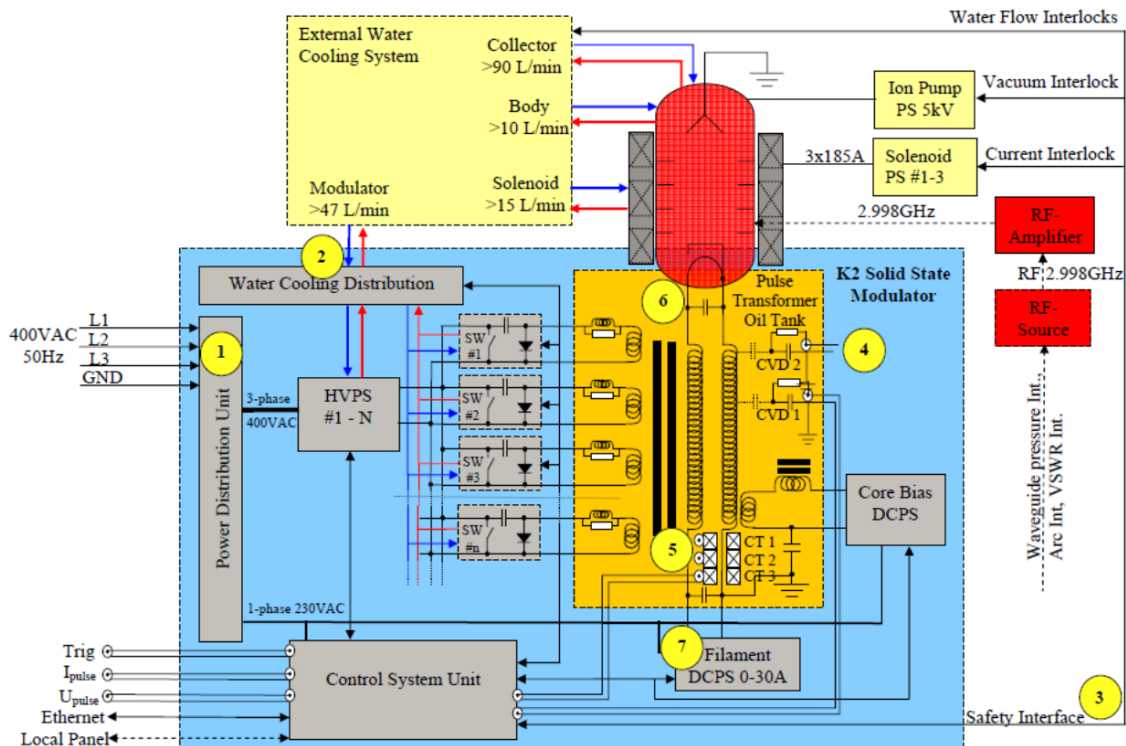 Water Flow Interlocks
External Water
Cooling System
Collector
>90 L/min
Body
>10 L/min
Modulator
>47 L/min
Solenoid
>15 L/min
Ion Pump
PS 5kV
Vacuum Interlock
3x185A
Solenoid
PS #1-3
Current Interlock
2.998GHz
RF-
Amplifier
RF 2.998GHz
RF-
Source
Waveguide pressure Int.,
Arc Int, VSWR Int.
K2 Solid State
Modulator
2
Water Cooling Distribution
6
Pulse
Transformer
Oil Tank
4
CVD 2
CVD 1
400VAC
50Hz
L1
L2
L3
GND
1
Power Distribution Unit
3-phase
400VAC
HVPS
#1 - N
SW
#1
SW
#2
SW
#3
SW
#n
Core Bias
DCPS
5
CT 1
CT 2
CT 3
1-phase 230VAC
7
Filament
DCPS 0-30A
Control System Unit
Trig
Ipulse
Upulse
Ethernet
Local Panel
3
Safety Interface